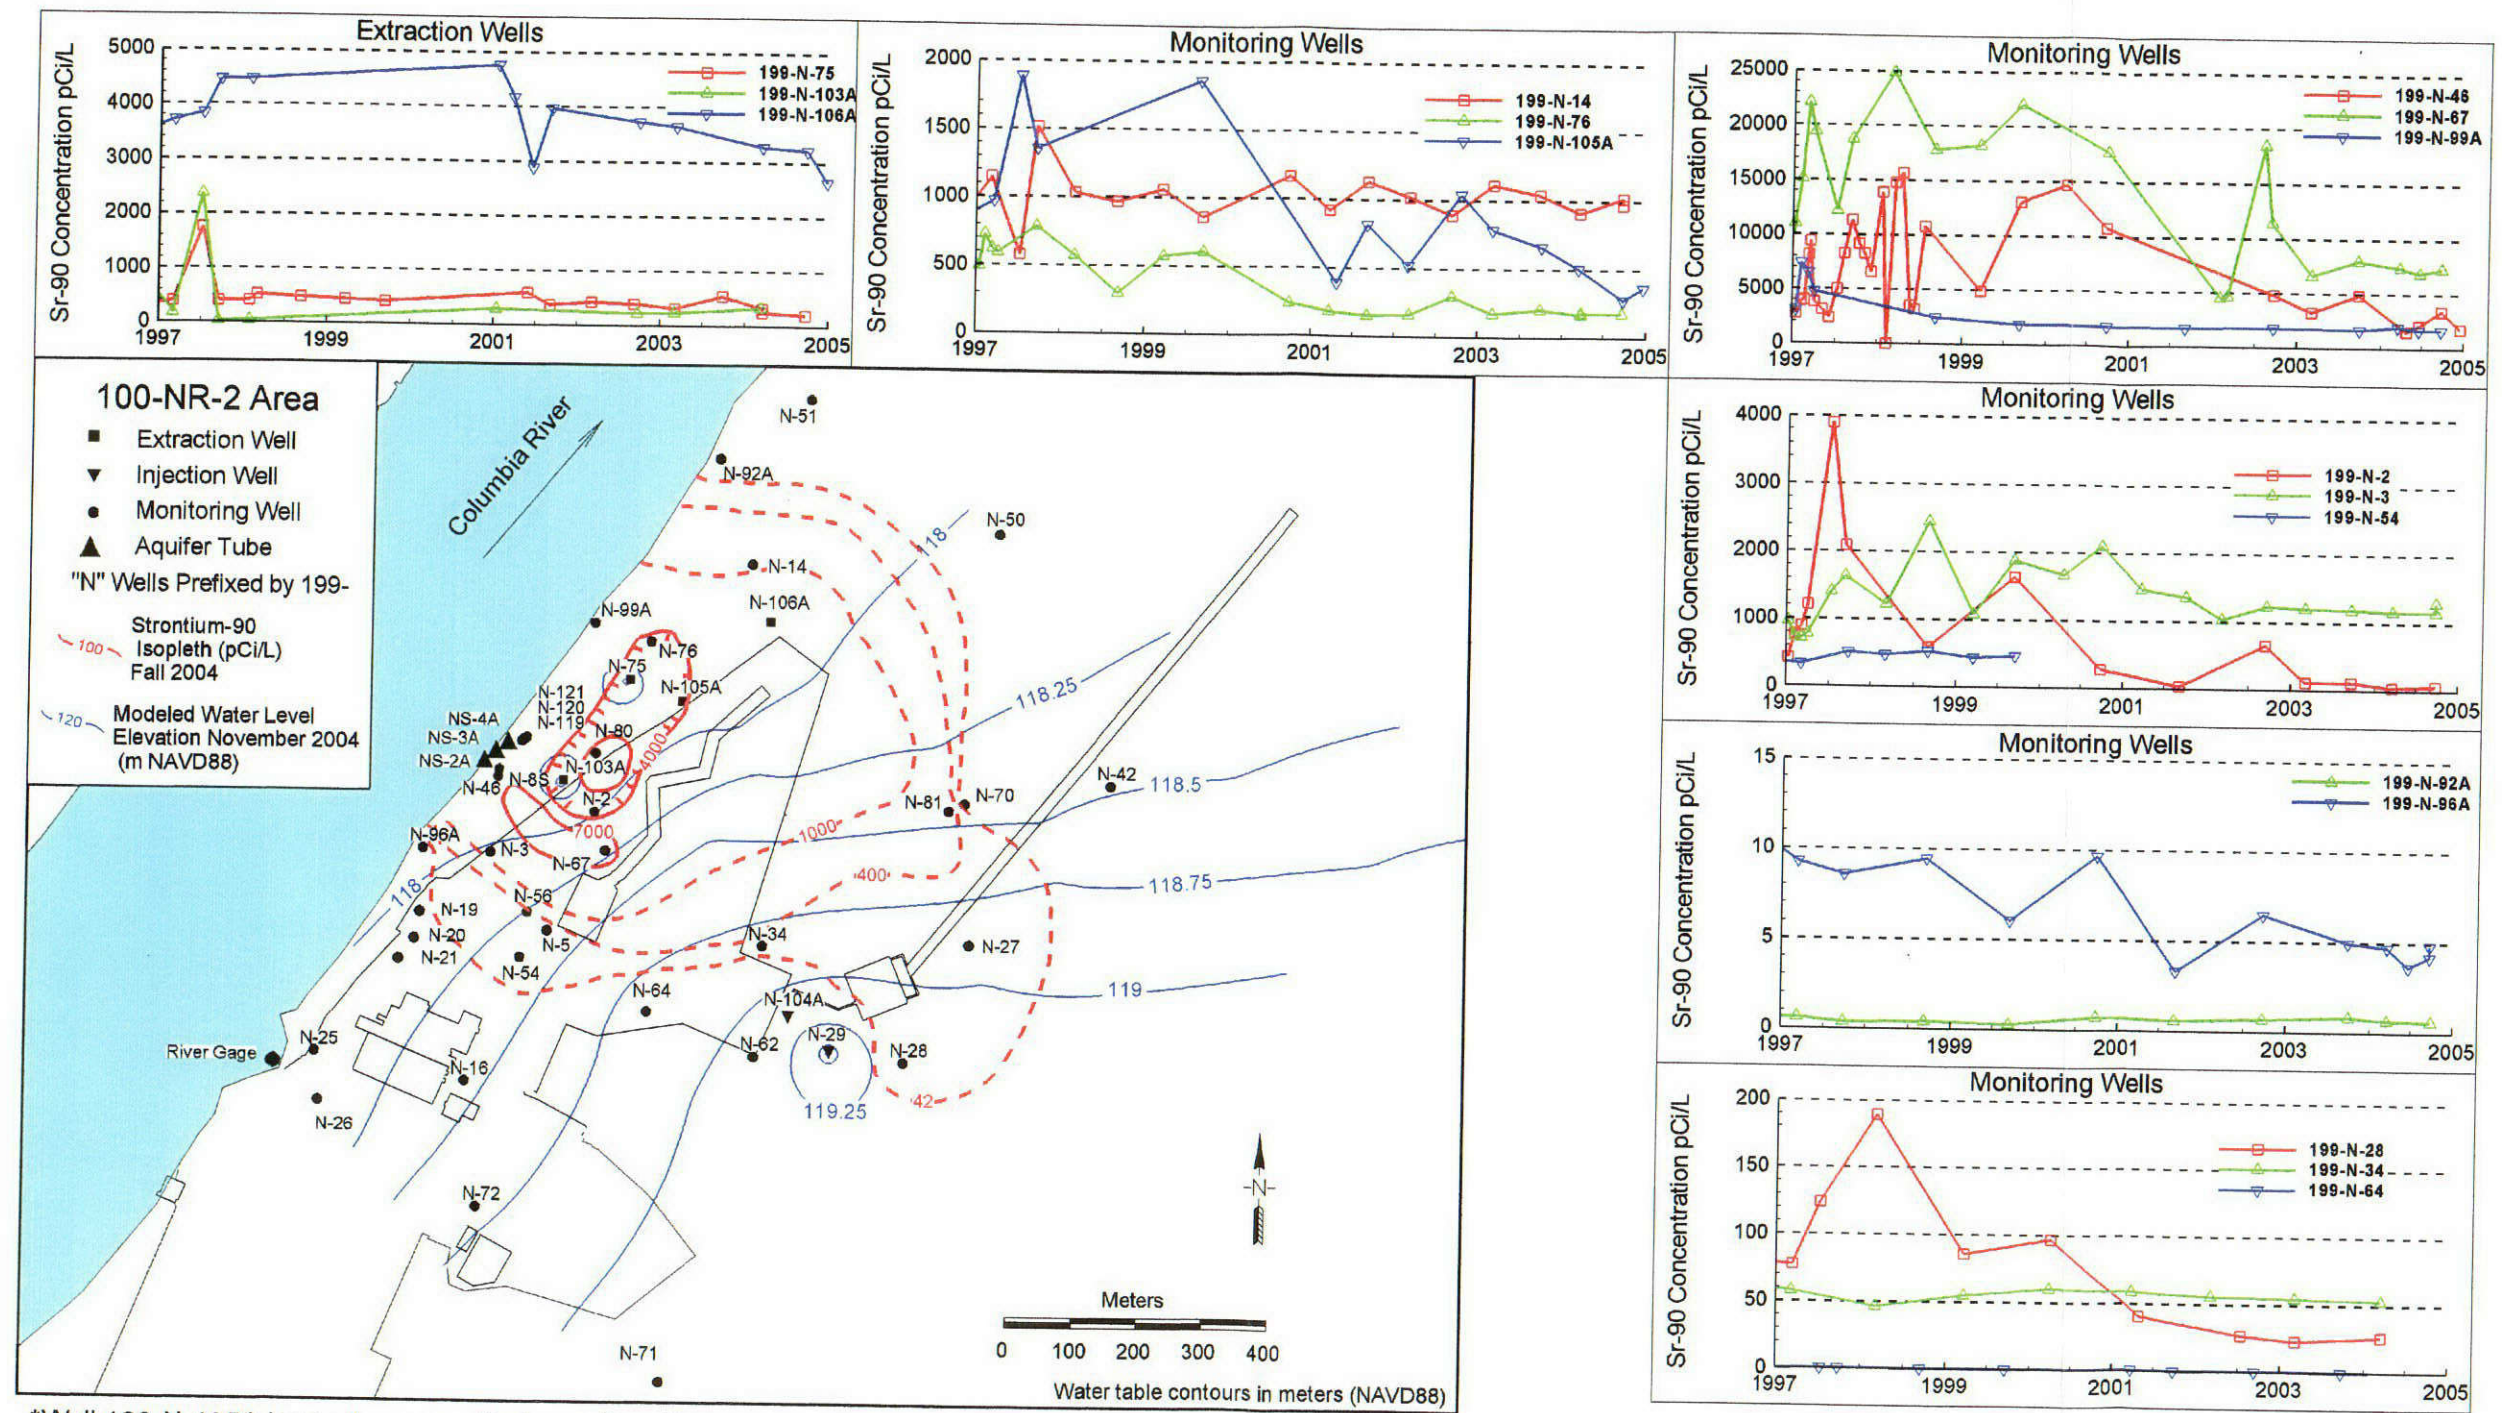 Extraction Wells
Sr-90 Concentration pCi/L
5000
4000
3000
2000
1000
0
1997
1999
2001
2003
2005
199-N-75
199-N-103A
199-N-106A
Monitoring Wells
Sr-90 Concentration pCi/L
2000
1500
1000
500
0
1997
1999
2001
2003
2005
199-N-14
199-N-76
199-N-105A
Monitoring Wells
Sr-90 Concentration pCi/L
25000
20000
15000
10000
5000
0
1997
1999
2001
2003
2005
199-N-46
199-N-67
199-N-99A
100-NR-2 Area
Extraction Well
Injection Well
Monitoring Well
Aquifer Tube
"N" Wells Prefixed by 199-
Strontium-90
100
Isopleth (pCi/L)
Fall 2004
120
Modeled Water Level
Elevation November 2004
(m NAVD88)
Columbia River
N-51
N-92A
N-50
118
N-14
N-99A
N-106A
N-76
N-75
N-105A
118.25
N-121
N-120
N-119
NS-4A
NS-3A
NS-2A
N-80
4000
N-103A
N-8S
N-46
N-2
N-42
118.5
N-70
N-81
7000
1000
N-96A
N-3
N-67
400
118.75
118
N-56
N-19
N-20
N-21
N-5
N-54
N-34
N-27
N-64
N-104A
119
N-25
River Gage
N-62
N-29
N-28
N-16
42
119.25
N-26
N-72
-N-
N-71
Meters
0 100 200 300 400
Water table contours in meters (NAVD88)
Monitoring Wells
Sr-90 Concentration pCi/L
4000
3000
2000
1000
0
1997
1999
2001
2003
2005
199-N-2
199-N-3
199-N-54
Monitoring Wells
Sr-90 Concentration pCi/L
15
10
5
0
1997
1999
2001
2003
2005
199-N-92A
199-N-96A
Monitoring Wells
Sr-90 Concentration pCi/L
200
150
100
50
0
1997
1999
2001
2003
2005
199-N-28
199-N-34
199-N-64